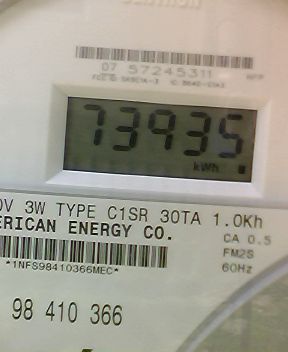 07 57245311
73935
kWh
0V 3W TYPE C1SR 30TA 1.0Kh
ERICAN ENERGY CO.
CA 0.5
FM2S
*1NFS98410366MEC*
60Hz
98 410 366